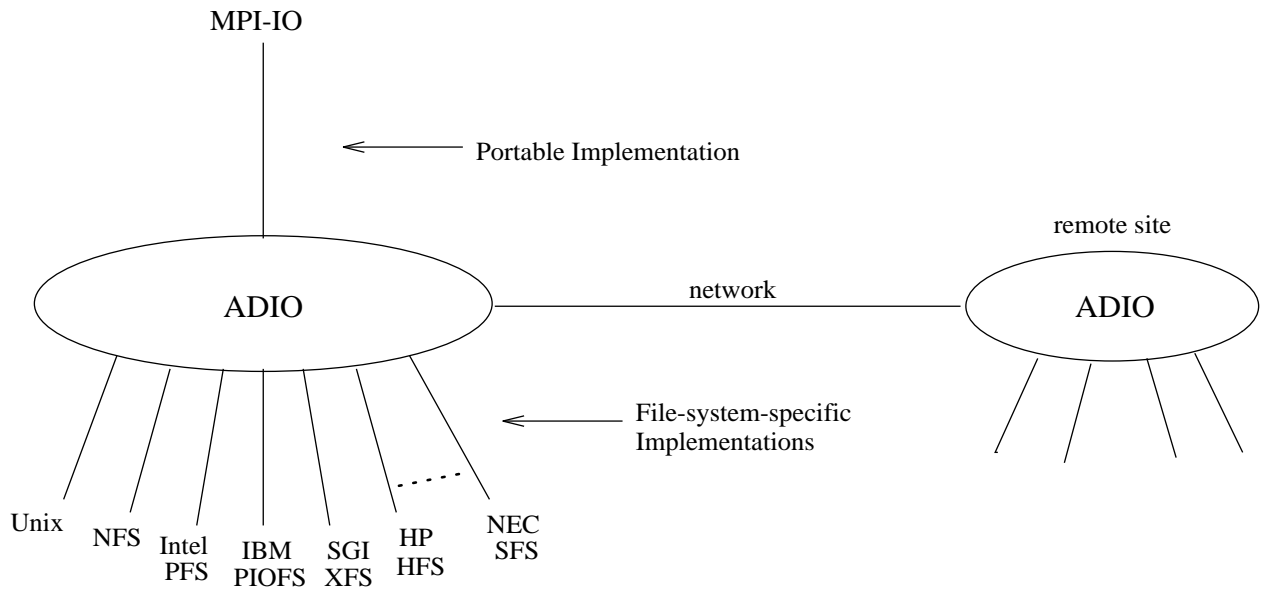 MPI-IO
Portable Implementation
remote site
ADIO
network
ADIO
File-system-specific
Implementations
Unix
NFS
Intel
PFS
IBM
PIOFS
SGI
XFS
HP
HFS
NEC
SFS